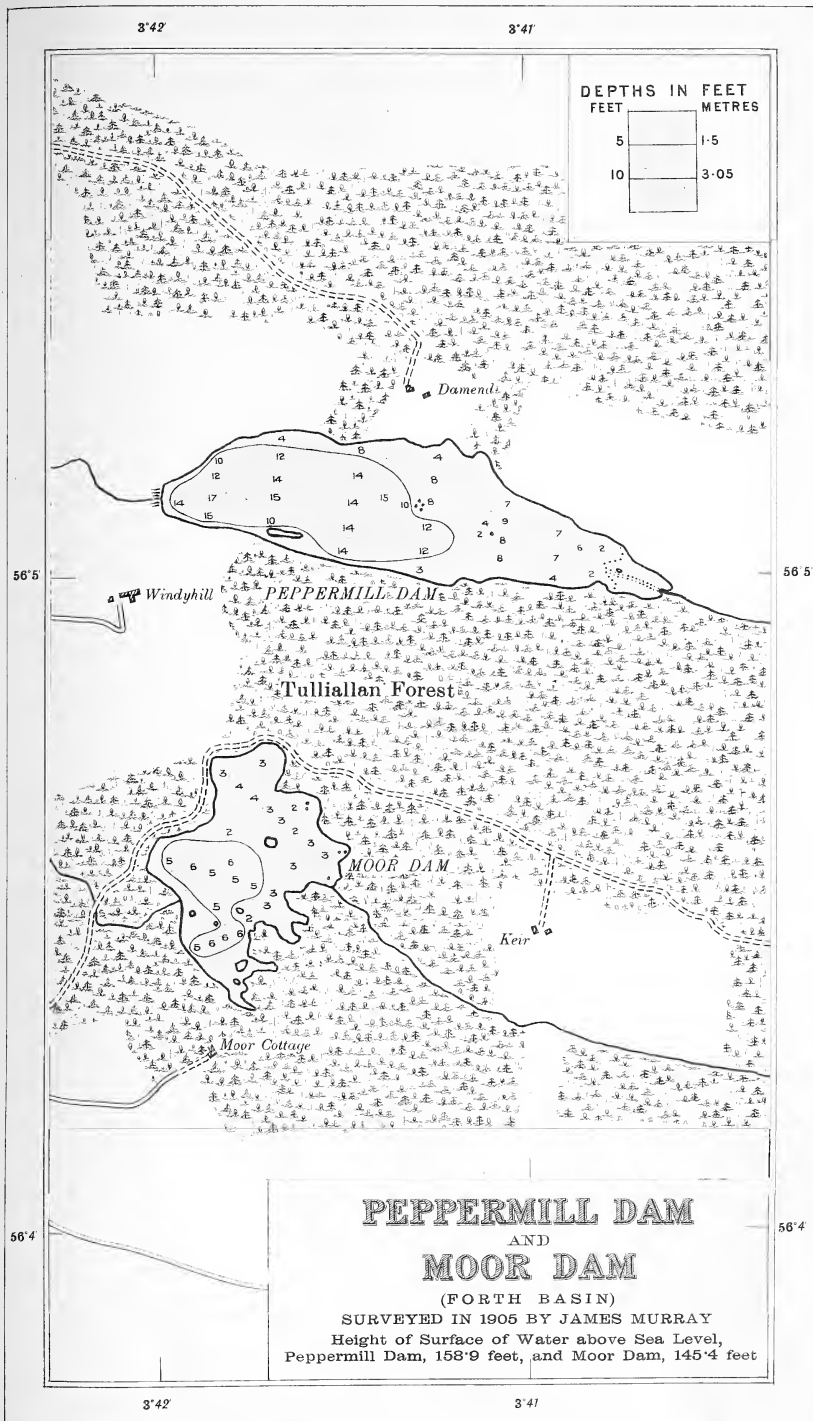 3°42'
3°41'
DEPTHS IN FEET
FEET METRES
5 1·5
10 3·05
Damend
4
10 12 8 4
12 14 14 8
14 17 15 14 15 10 8 7
15 10 14 12 4 9 7
2 8 6 2
14 12 8 7
3 4 2
56°5' 56°5'
Windyhill PEPPERMILL DAM
Tulliallan Forest
3 3
4
4 2
3 3
2 2
3
5 6 3
6 5 3 MOOR DAM
5 5
3
5 2
3
6 6
5 6
Keir
Moor Cottage
PEPPERMILL DAM
AND
MOOR DAM
(FORTH BASIN)
SURVEYED IN 1905 BY JAMES MURRAY
Height of Surface of Water above Sea Level,
Peppermill Dam, 158·9 feet, and Moor Dam, 145·4 feet
56°4' 56°4'
3°42'
3°41'